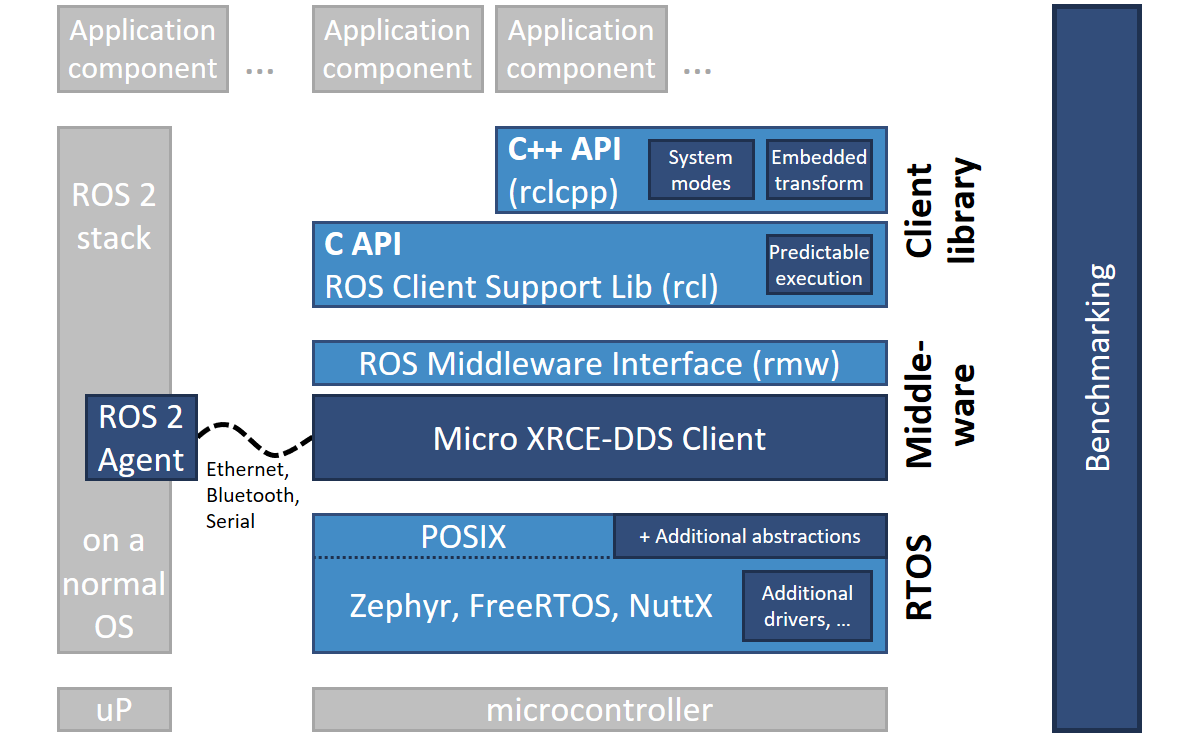 Application
component
...
Application
component
Application
component
...
ROS 2
stack
on a
normal
OS
ROS 2
Agent
Ethernet,
Bluetooth,
Serial
uP
C++ API
(rclcpp)
System
modes
Embedded
transform
C API
ROS Client Support Lib (rcl)
Predictable
execution
Client
library
ROS Middleware Interface (rmw)
Micro XRCE-DDS Client
Middle-
ware
POSIX
+ Additional abstractions
Zephyr, FreeRTOS, NuttX
Additional
drivers, ...
RTOS
microcontroller
Benchmarking